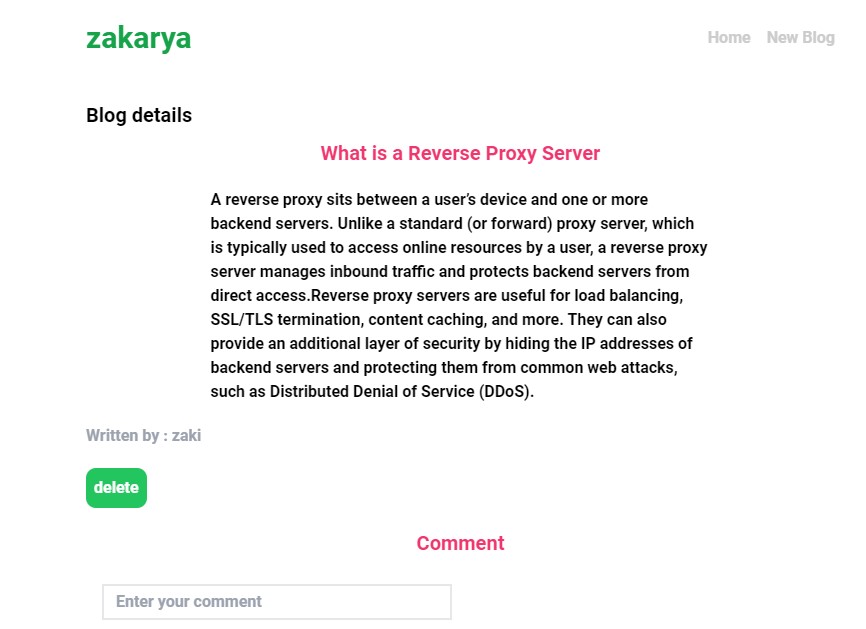 zakarya
Home New Blog
Blog details
What is a Reverse Proxy Server
A reverse proxy sits between a user’s device and one or more
backend servers. Unlike a standard (or forward) proxy server, which
is typically used to access online resources by a user, a reverse proxy
server manages inbound traffic and protects backend servers from
direct access.Reverse proxy servers are useful for load balancing,
SSL/TLS termination, content caching, and more. They can also
provide an additional layer of security by hiding the IP addresses of
backend servers and protecting them from common web attacks,
such as Distributed Denial of Service (DDoS).
Written by : zaki
delete
Comment
Enter your comment